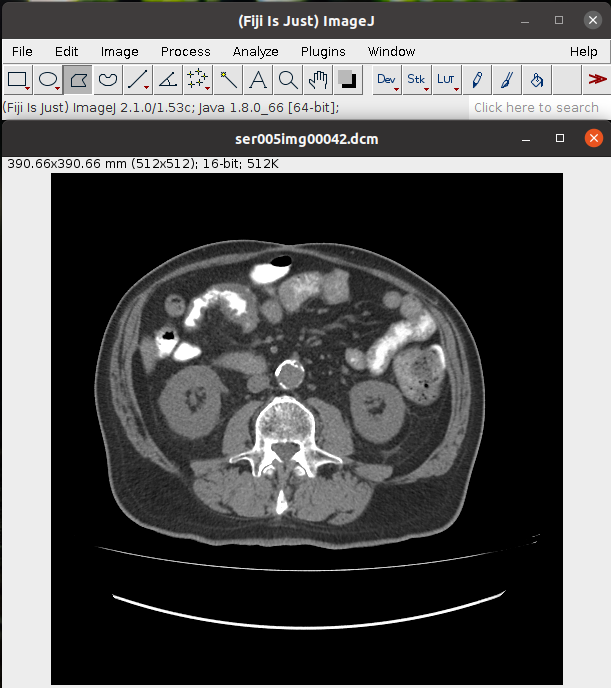 (Fiji Is Just) ImageJ
File Edit Image Process Analyze Plugins Window Help
A Dev Stk LUT
(Fiji Is Just) ImageJ 2.1.0/1.53c; Java 1.8.0_66 [64-bit]; Click here to search
ser005img00042.dcm
390.66x390.66 mm (512x512); 16-bit; 512K